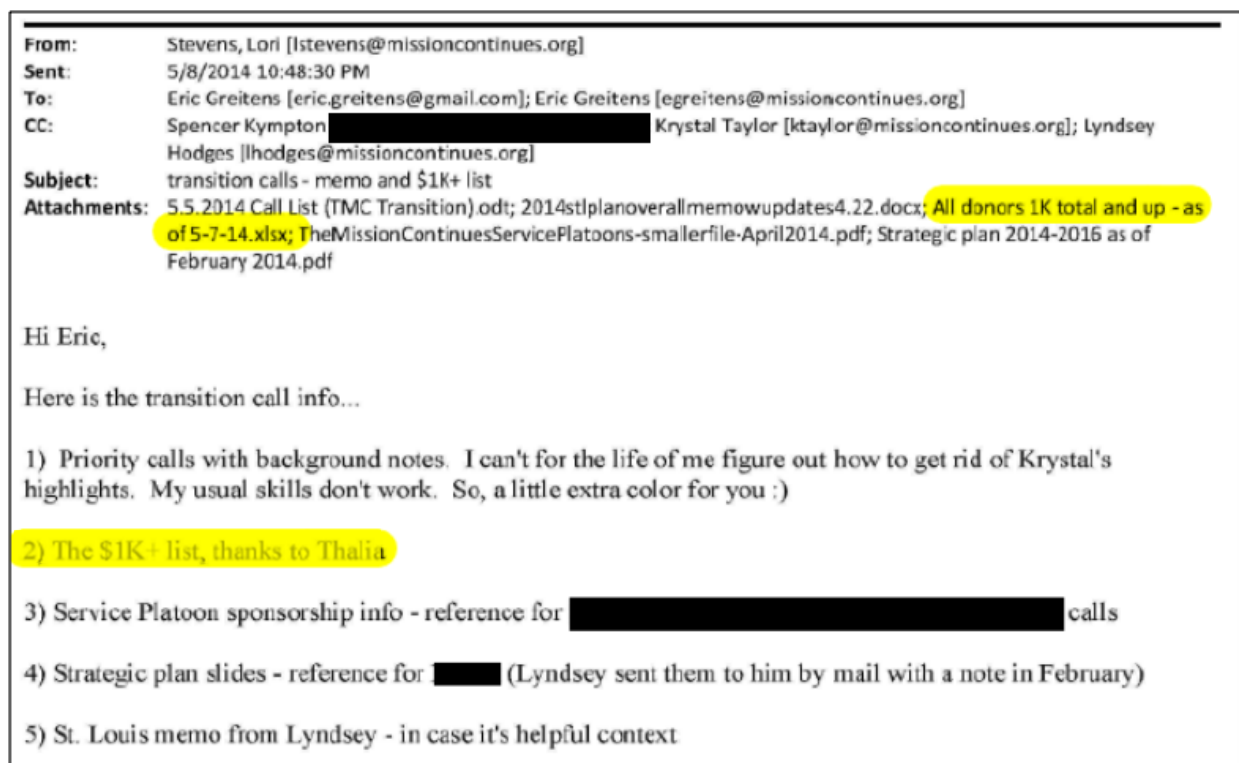 From: Stevens, Lori [lstevens@missioncontinues.org]
Sent: 5/8/2014 10:48:30 PM
To: Eric Greitens [eric.greitens@gmail.com]; Eric Greitens [egreitens@missioncontinues.org]
CC: Spencer Kympton Krystal Taylor [ktaylor@missioncontinues.org]; Lyndsey
Hodges [lhodges@missioncontinues.org]
Subject: transition calls - memo and $1K+ list
Attachments: 5.5.2014 Call List (TMC Transition).odt; 2014stlplanoverallmemowupdates4.22.docx; All donors 1K total and up - as
of 5-7-14.xlsx; TheMissionContinuesServicePlatoons-smallerfile-April2014.pdf; Strategic plan 2014-2016 as of
February 2014.pdf
Hi Eric,
Here is the transition call info...
1) Priority calls with background notes. I can't for the life of me figure out how to get rid of Krystal's
highlights. My usual skills don't work. So, a little extra color for you :)
2) The $1K+ list, thanks to Thalia
3) Service Platoon sponsorship info - reference for calls
4) Strategic plan slides - reference for (Lyndsey sent them to him by mail with a note in February)
5) St. Louis memo from Lyndsey - in case it's helpful context